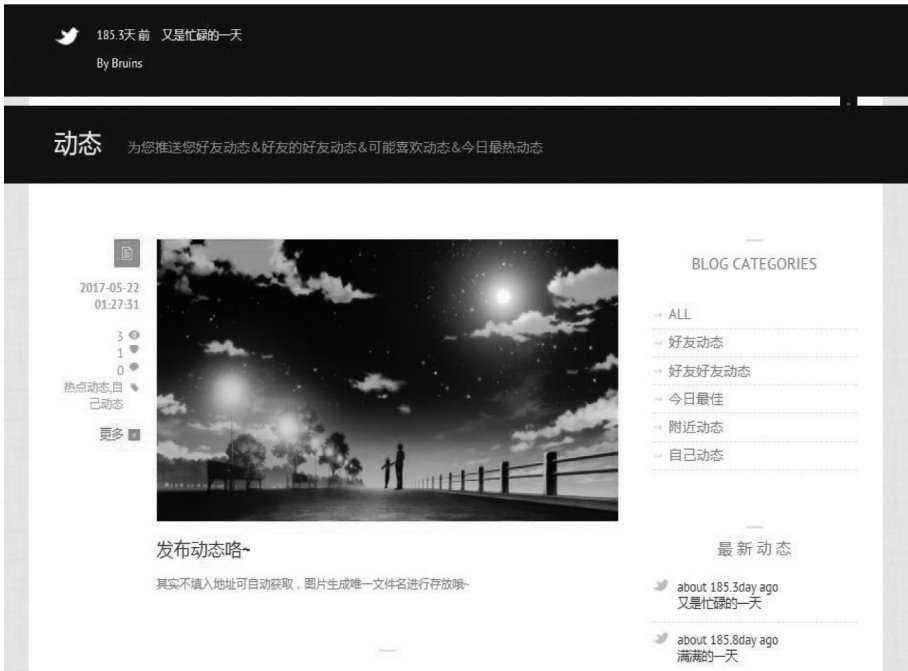 185.3天 前 又是忙碌的一天
By Bruins
动态 为您推送您好友动态&好友的好友动态&可能喜欢动态&今日最热动态
2017-05-22
01:27:31
3
1
0
热点动态,自
己动态
更多
发布动态咯~
其实不填入地址可自动获取，图片生成唯一文件名进行存放哦~
BLOG CATEGORIES
ALL
好友动态
好友好友动态
今日最佳
附近动态
自己动态
最 新 动 态
about 185.3day ago
又是忙碌的一天
about 185.8day ago
满满的一天